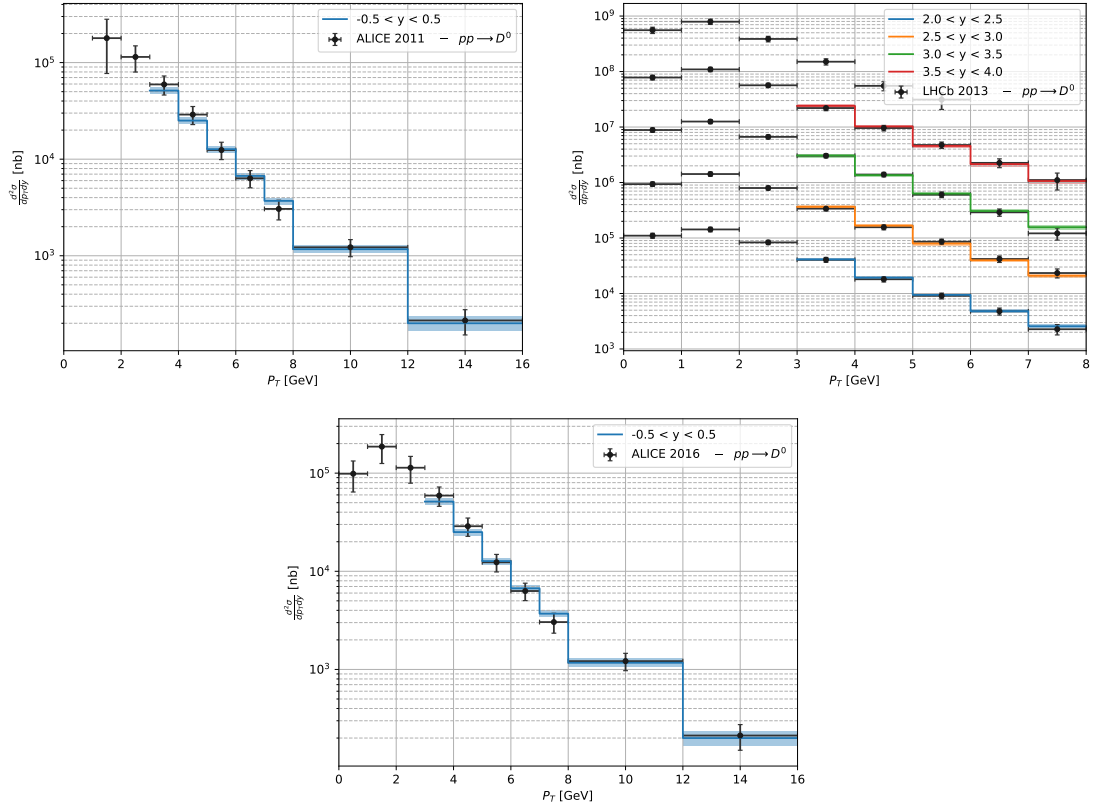 -0.5 < y < 0.5
ALICE 2011 − pp⟶D⁰
10⁵
10⁴
10³
d²σ/dp_T dy [nb]
0 2 4 6 8 10 12 14 16
P_T [GeV]
2.0 < y < 2.5
2.5 < y < 3.0
3.0 < y < 3.5
3.5 < y < 4.0
LHCb 2013 − pp⟶D⁰
10⁹
10⁸
10⁷
10⁶
10⁵
10⁴
10³
d²σ/dp_T dy [nb]
0 1 2 3 4 5 6 7 8
P_T [GeV]
-0.5 < y < 0.5
ALICE 2016 − pp⟶D⁰
10⁵
10⁴
10³
d²σ/dp_T dy [nb]
0 2 4 6 8 10 12 14 16
P_T [GeV]